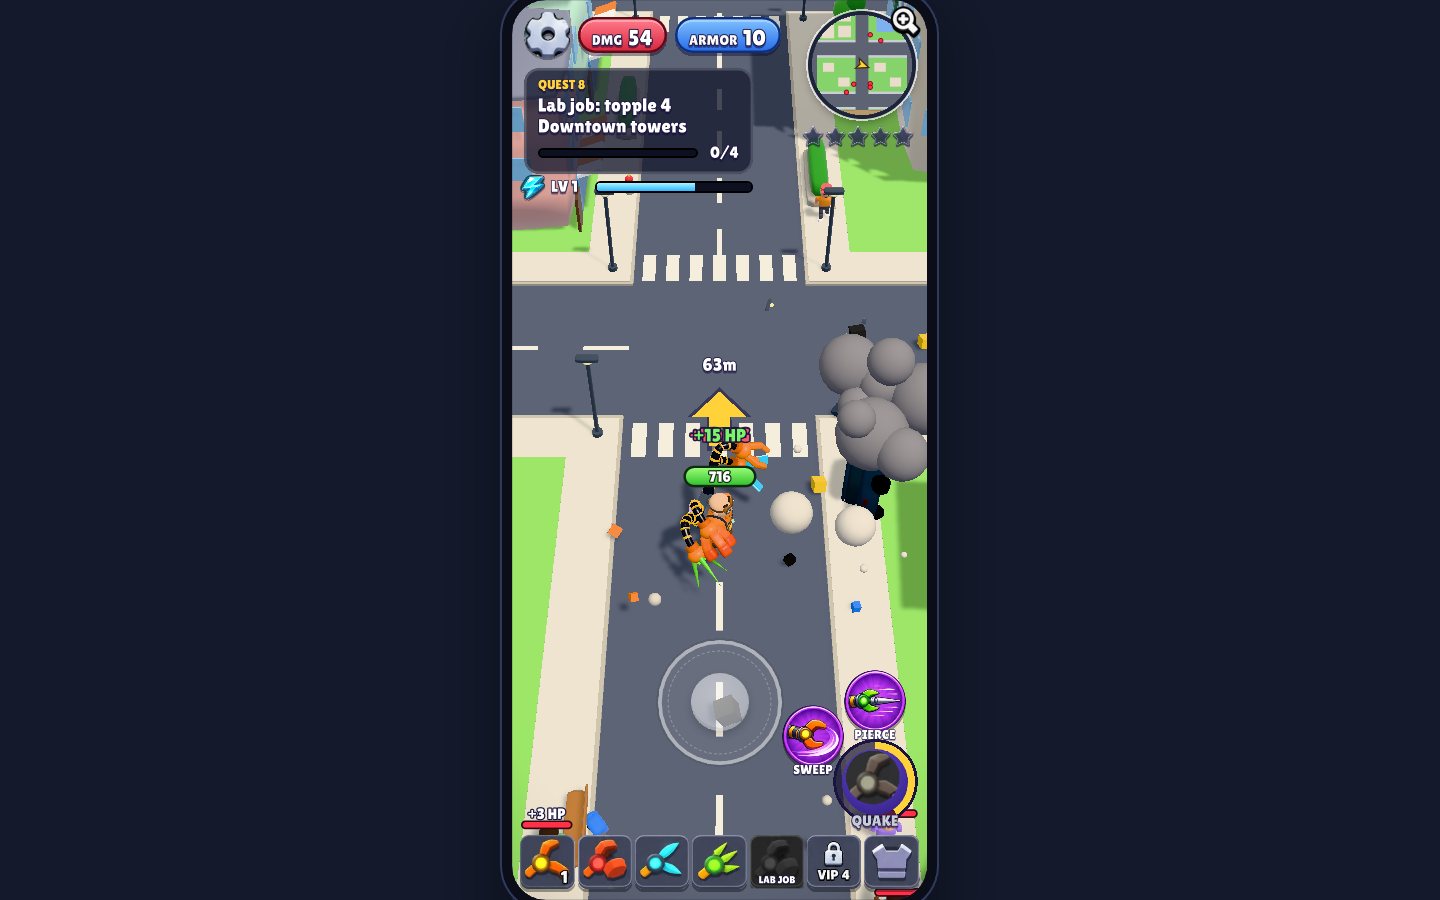 DMG 54
ARMOR 10
QUEST 8
Lab job: topple 4
Downtown towers
0/4
LV 1
63m
+15 HP
716
PIERCE
SWEEP
QUAKE
+3 HP
1
LAB JOB
VIP 4